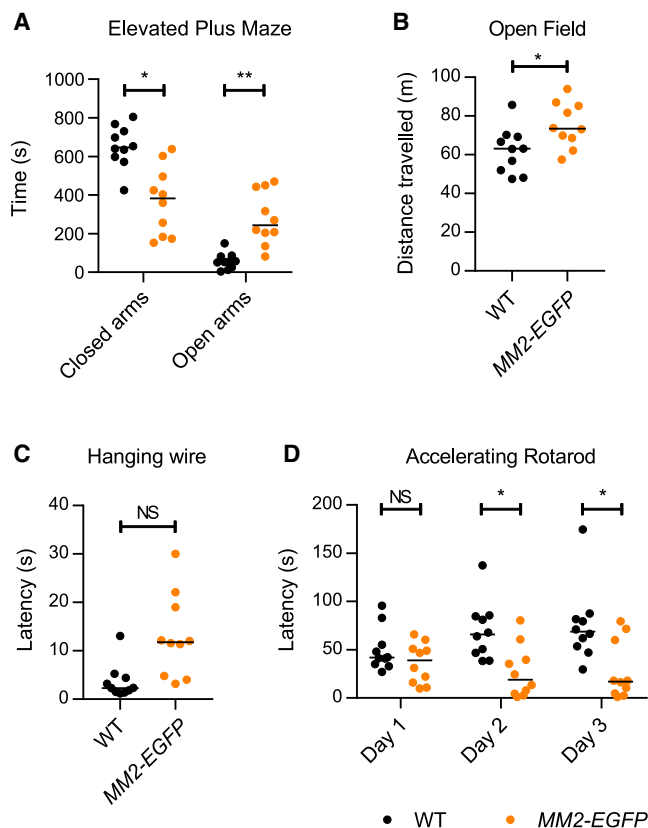 A
Elevated Plus Maze
Time (s)
1000
800
600
400
200
0
*
**
Closed arms
Open arms
B
Open Field
Distance travelled (m)
100
80
60
40
20
0
*
WT
MM2-EGFP
C
Hanging wire
Latency (s)
40
30
20
10
0
NS
WT
MM2-EGFP
D
Accelerating Rotarod
Latency (s)
200
150
100
50
0
NS
*
*
Day 1
Day 2
Day 3
WT
MM2-EGFP